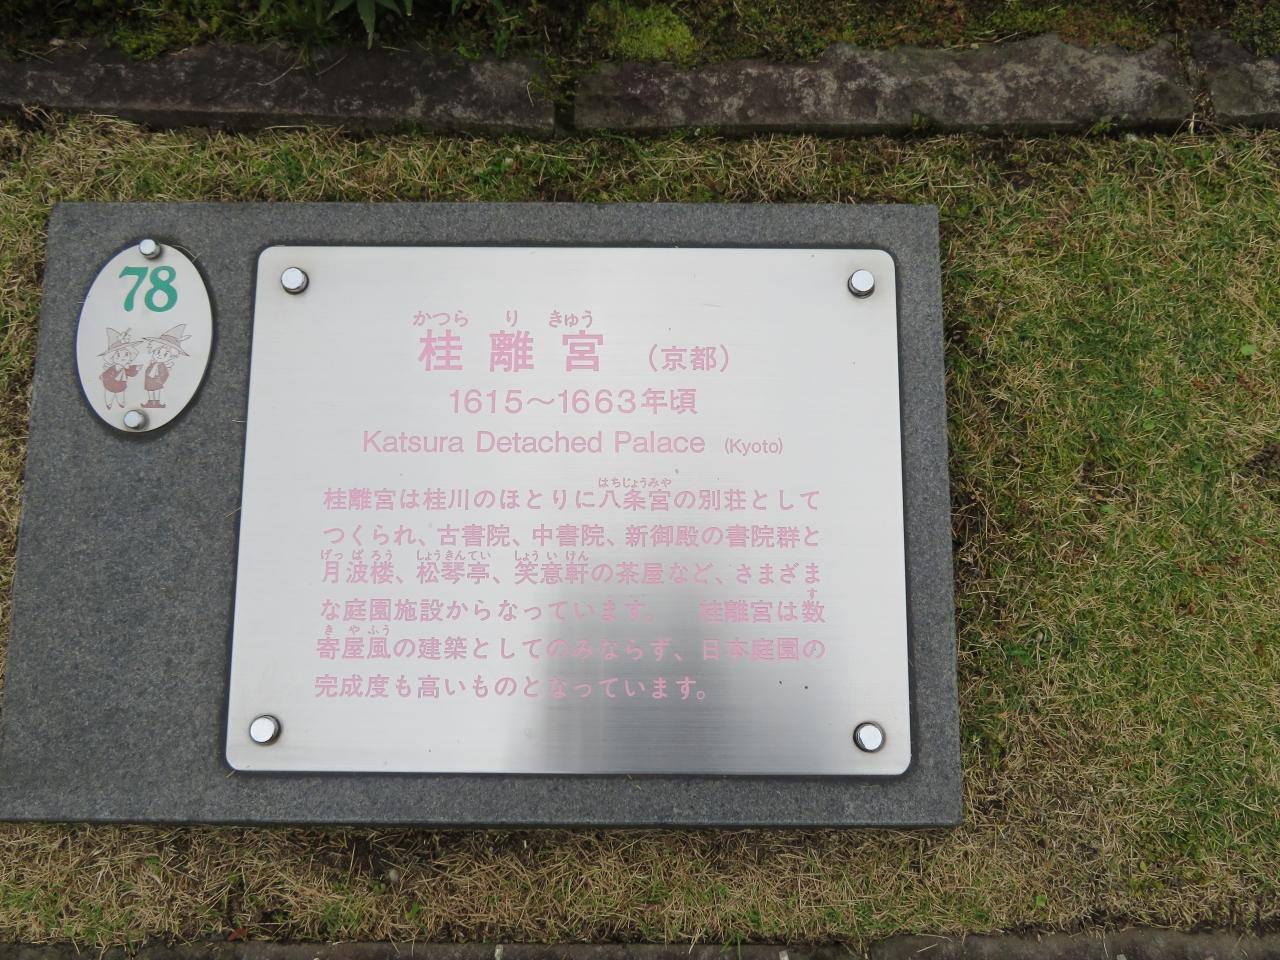 78
かつら り きゅう
桂離宮 (京都)
1615～1663年頃
Katsura Detached Palace (Kyoto)
はちじょうみや
桂離宮は桂川のほとりに八条宮の別荘として
つくられ、古書院、中書院、新御殿の書院群と
げっぱろう しょうきんてい しょういけん
月波楼、松琴亭、笑意軒の茶屋など、さまざま
す
な庭園施設からなっています。 桂離宮は数
きやふう
寄屋風の建築としてのみならず、日本庭園の
完成度も高いものとなっています。